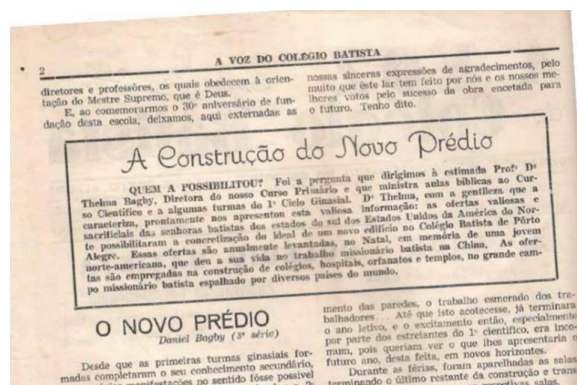 2
A VOZ DO COLÉGIO BATISTA
diretores e professôres, os quais obedecem à orien-
tação do Mestre Supremo, que é Deus.
E, ao comemorarmos o 30º aniversário de fun-
dação desta escola, deixamos, aqui externadas as
nossas sinceras expressões de agradecimentos, pelo
muito que êste lar tem feito por nós e os nossos me-
lhores votos pelo sucesso da obra encetada para
o futuro. Tenho dito.
A Construção do Novo Prédio
QUEM A POSSIBILITOU? Foi a pergunta que dirigimos à estimada Profª Dª
Thelma Bagby, Diretora do nosso Curso Primário e que ministra aulas bíblicas ao Cur-
so Científico e a algumas turmas do 1º Ciclo Ginasial. Dª Thelma, com a gentileza que a
caracteriza, prontamente nos apresentou esta valiosa informação: as ofertas valiosas e
sacrificiais das senhoras batistas dos estados do sul dos Estados Unidos da América do Nor-
te possibilitaram a concretização do ideal de um novo edifício no Colégio Batista de Pôrto
Alegre. Essas ofertas são anualmente levantadas, no Natal, em memória de uma jovem
norte-americana, que deu a sua vida no trabalho missionário batista na China. As ofer-
tas são empregadas na construção de colégios, hospitais, orfanatos e templos, no grande cam-
po missionário batista espalhado por diversos países do mundo.
O NOVO PRÉDIO
Daniel Bagby (3ª série)
Desde que as primeiras turmas ginasiais for-
madas completaram o seu conhecimento secundário,
manifestações no sentido fôsse possível
mento das paredes, o trabalho esmerado dos tra-
balhadores... Até que isto acotecesse, já terminara
o ano letivo, e o excitamento então, especialmente
por parte dos estreiantes do 1º científico, era inco-
mum, pois queriam ver o que lhes apresentaria o
futuro ano, desta feita, em novos horizontes.
Durante as férias, foram aparelhadas as salas
terminando o último restante da construção e
salas